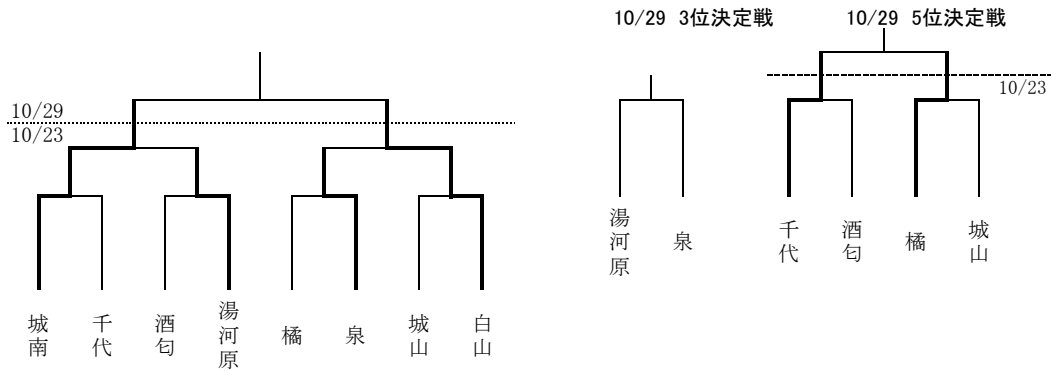 10/29 3位決定戦
10/29 5位決定戦
10/29
10/23
10/23
城南
千代
酒匂
湯河原
橘
泉
城山
白山
湯河原
泉
千代
酒匂
橘
城山